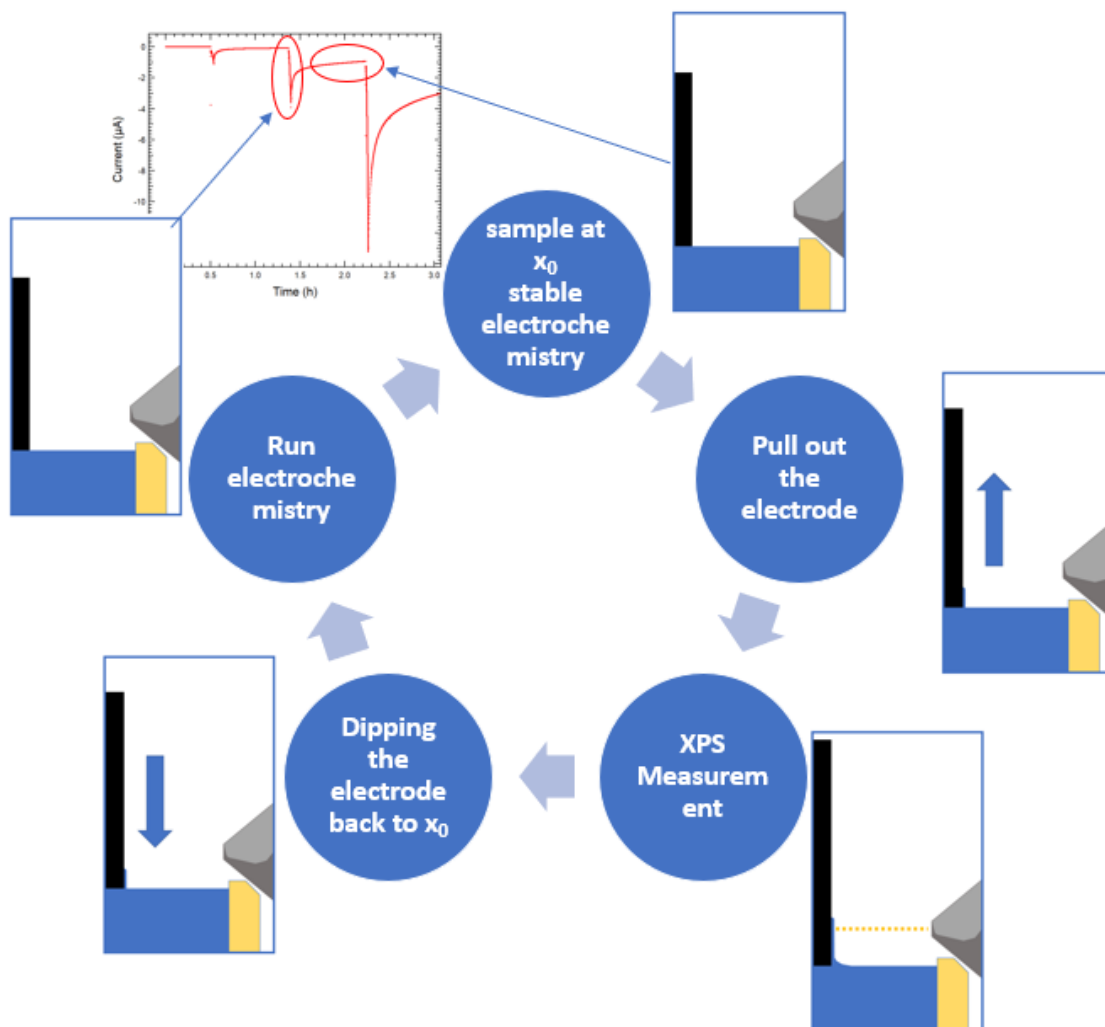 Current (µA)
0
-2
-4
-6
-8
-10
0.5
1.0
1.5
2.0
2.5
3.0
Time (h)
sample at
x₀
stable
electroche
mistry
Pull out
the
electrode
XPS
Measurem
ent
Dipping
the
electrode
back to x₀
Run
electroche
mistry